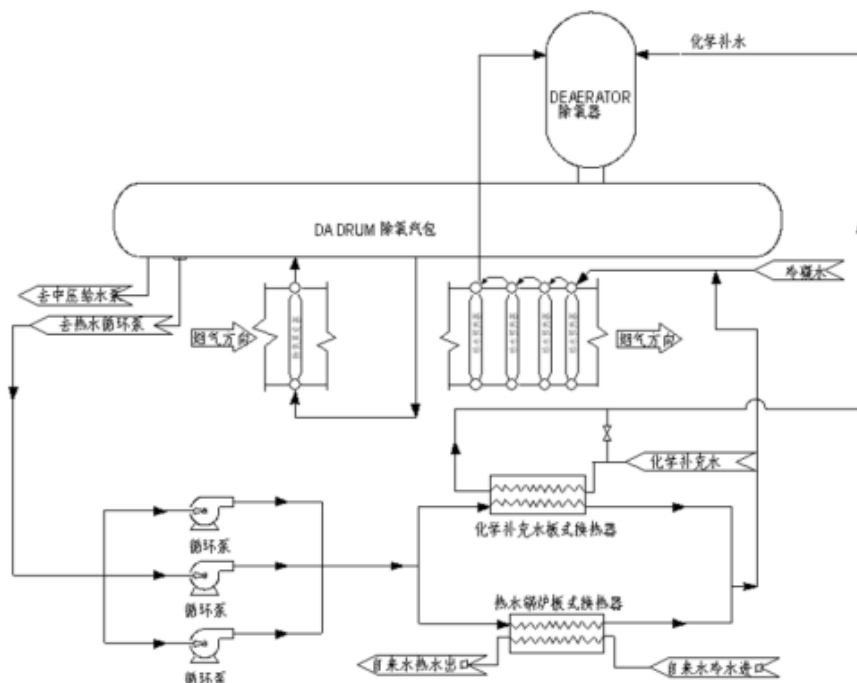 化学补水
DEAERATOR
除氧器
DA DRUM 除氧汽包
冷凝水
去中压给水泵
去热水循环泵
烟气方向
烟气方向
化学补充水
化学补充水板式换热器
循环泵
循环泵
热水锅炉板式换热器
循环泵
自来水热水出口
自来水冷水进口